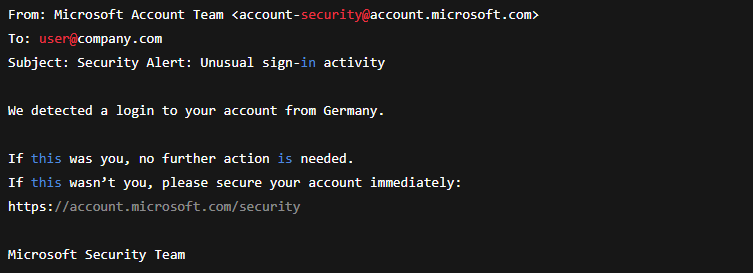 From: Microsoft Account Team <account-security@account.microsoft.com>
To: user@company.com
Subject: Security Alert: Unusual sign-in activity
We detected a login to your account from Germany.
If this was you, no further action is needed.
If this wasn’t you, please secure your account immediately:
https://account.microsoft.com/security
Microsoft Security Team